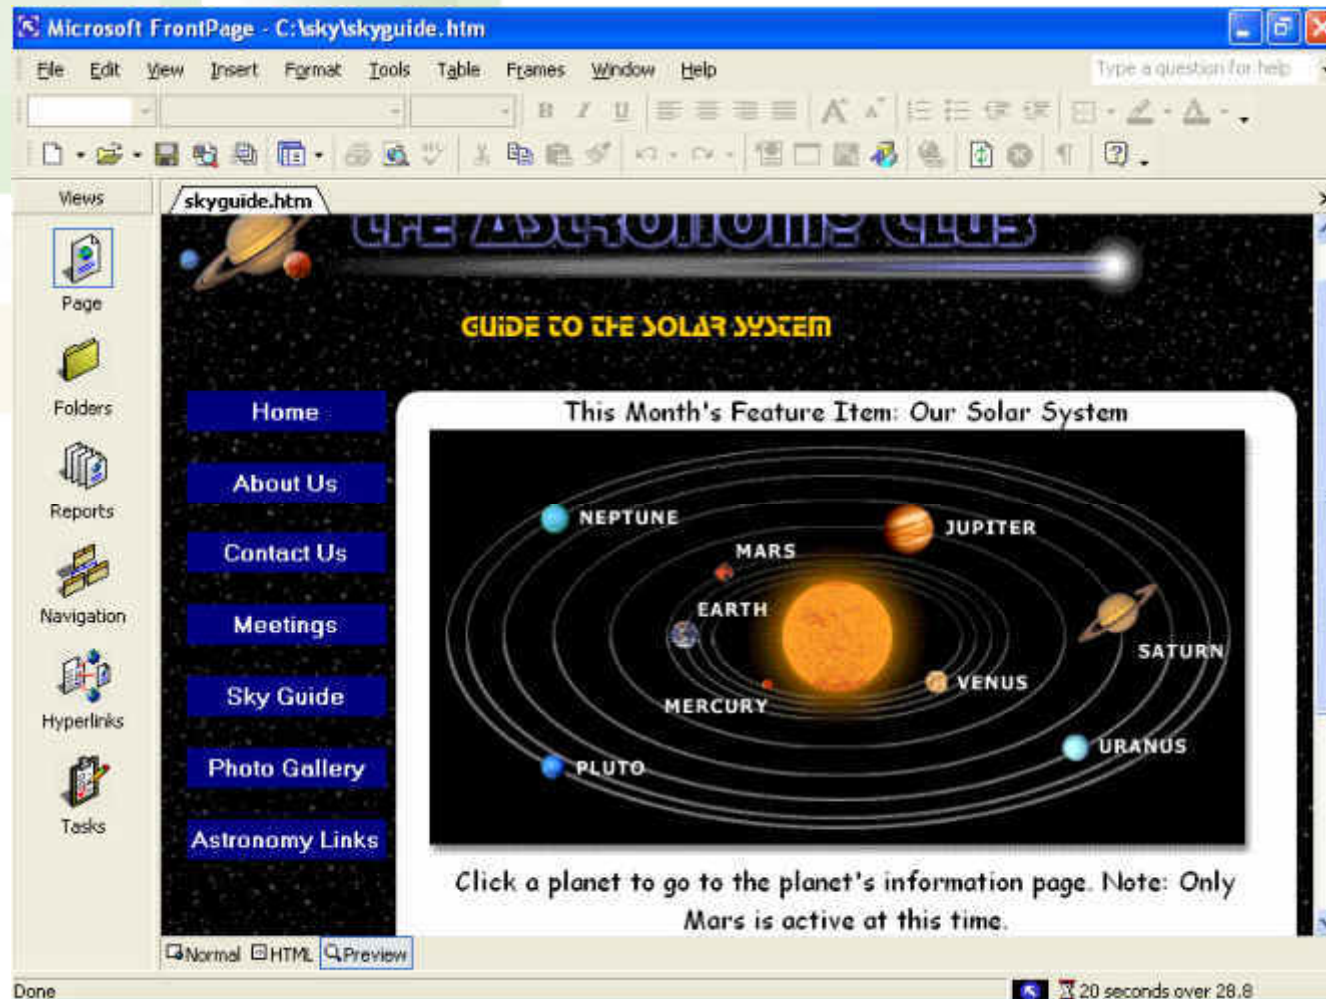 Microsoft FrontPage - C:\sky\skyguide.htm
File Edit View Insert Format Tools Table Frames Window Help
Type a question for help
B I U
Views
skyguide.htm
THE ASTRONOMY CLUB
Page
GUIDE TO THE SOLAR SYSTEM
Folders
Home
This Month's Feature Item: Our Solar System
About Us
Reports
NEPTUNE
JUPITER
Contact Us
MARS
EARTH
Navigation
Meetings
SATURN
Sky Guide
VENUS
MERCURY
Hyperlinks
URANUS
Photo Gallery
PLUTO
Tasks
Astronomy Links
Click a planet to go to the planet's information page. Note: Only
Mars is active at this time.
Normal HTML Preview
Done
20 seconds over 28.8